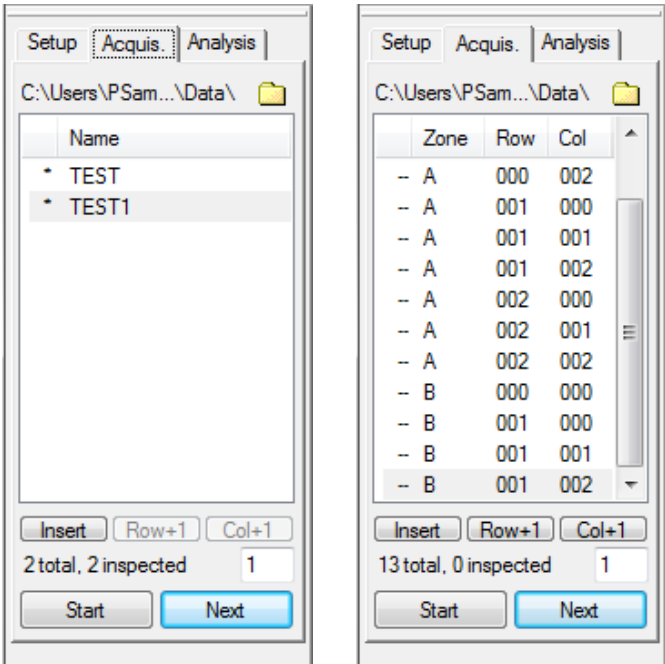 Setup Acquis. Analysis
C:\Users\PSam...\Data\
Name
* TEST
* TEST1
Insert Row+1 Col+1
2 total, 2 inspected 1
Start Next
Setup Acquis. Analysis
C:\Users\PSam...\Data\
Zone Row Col
-- A 000 002
-- A 001 000
-- A 001 001
-- A 001 002
-- A 002 000
-- A 002 001
-- A 002 002
-- B 000 000
-- B 001 000
-- B 001 001
-- B 001 002
Insert Row+1 Col+1
13 total, 0 inspected 1
Start Next